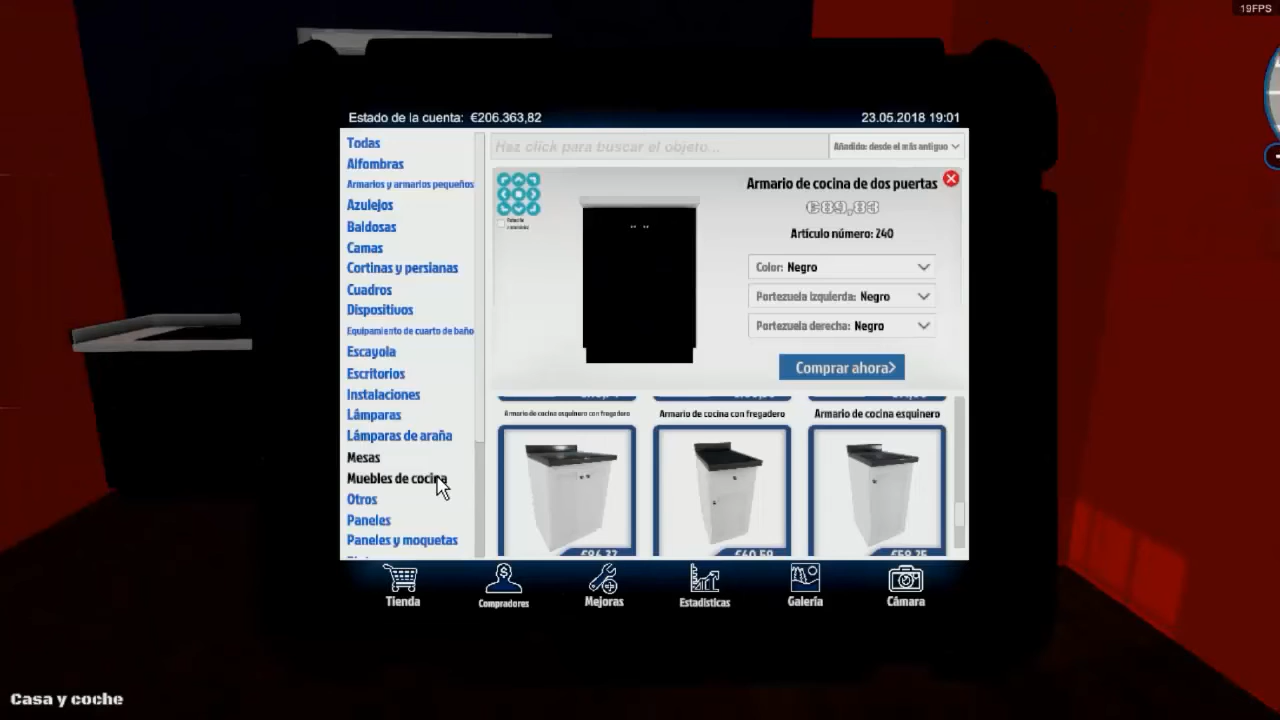 19FPS
Estado de la cuenta: €206.363,82
23.05.2018 19:01
Todas
Alfombras
Armarios y armarios pequeños
Azulejos
Baldosas
Camas
Cortinas y persianas
Cuadros
Dispositivos
Equipamiento de cuarto de baño
Escayola
Escritorios
Instalaciones
Lámparas
Lámparas de araña
Mesas
Muebles de cocina
Otros
Paneles
Paneles y moquetas
Haz click para buscar el objeto...
Añadido: desde el más antiguo
Armario de cocina de dos puertas
€89,83
Artículo número: 240
Color: Negro
Portezuela izquierda: Negro
Portezuela derecha: Negro
Comprar ahora>
Armario de cocina esquinero con fregadero
Armario de cocina con fregadero
Armario de cocina esquinero
Tienda
Compradores
Mejoras
Estadísticas
Galería
Cámara
Casa y coche